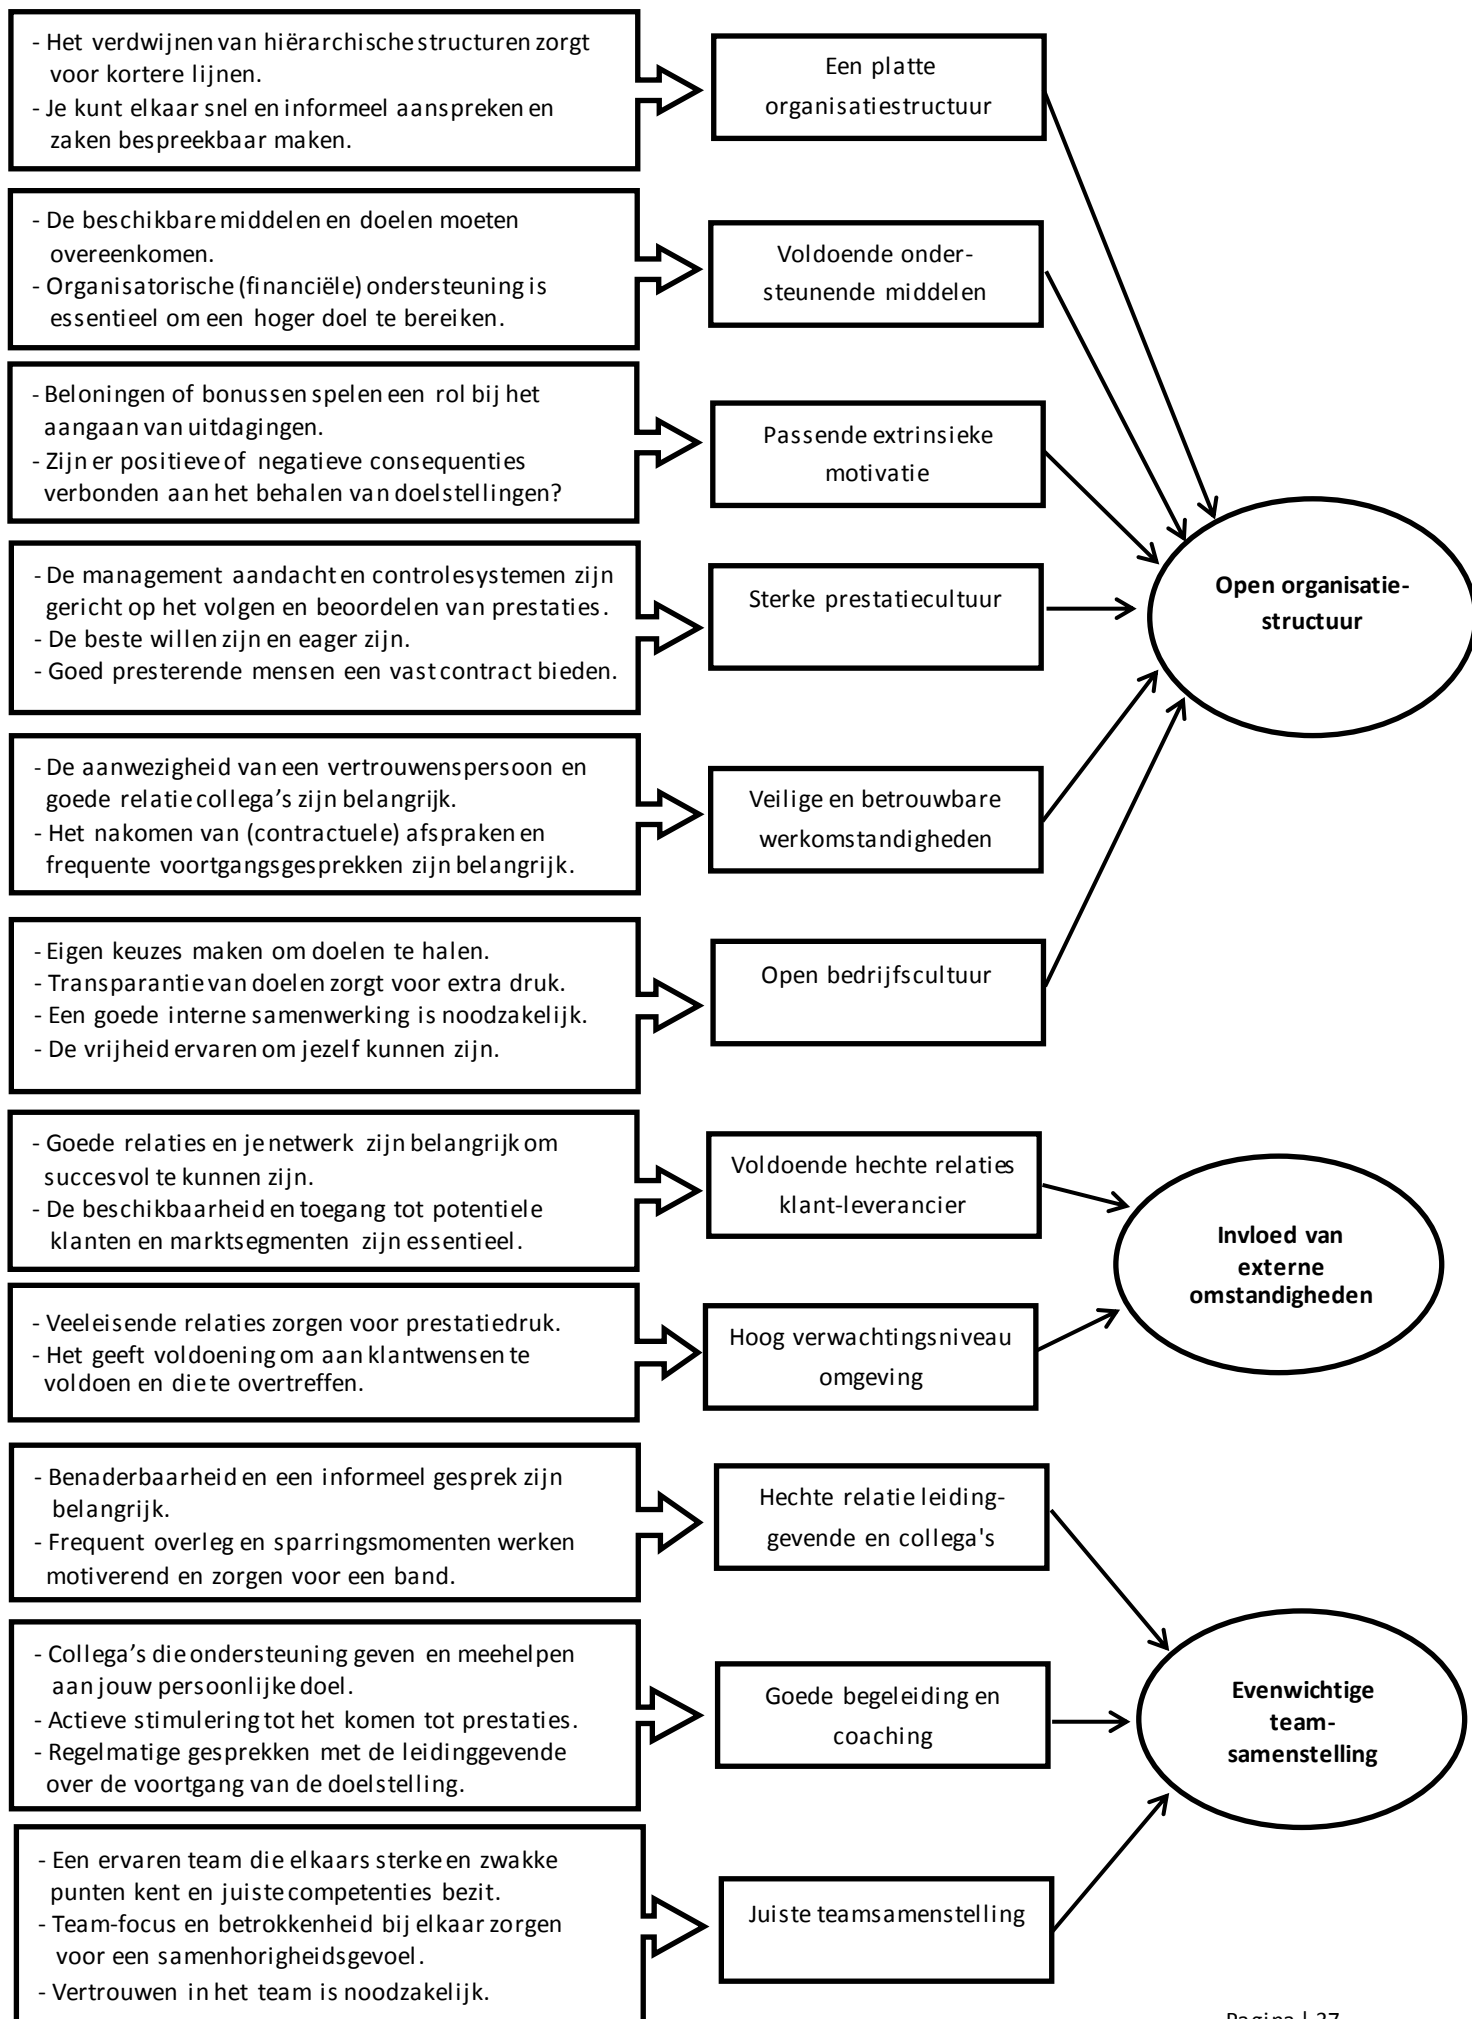 - Het verdwijnen van hiërarchische structuren zorgt
voor kortere lijnen.
- Je kunt elkaar snel en informeel aanspreken en
zaken bespreekbaar maken.
Een platte
organisatiestructuur
- De beschikbare middelen en doelen moeten
overeenkomen.
- Organisatorische (financiële) ondersteuning is
essentieel om een hoger doel te bereiken.
Voldoende onder-
steunende middelen
- Beloningen of bonussen spelen een rol bij het
aangaan van uitdagingen.
- Zijn er positieve of negatieve consequenties
verbonden aan het behalen van doelstellingen?
Passende extrinsieke
motivatie
- De management aandacht en controlesystemen zijn
gericht op het volgen en beoordelen van prestaties.
- De beste willen zijn en eager zijn.
- Goed presterende mensen een vast contract bieden.
Sterke prestatiecultuur
Open organisatie-
structuur
- De aanwezigheid van een vertrouwenspersoon en
goede relatie collega’s zijn belangrijk.
- Het nakomen van (contractuele) afspraken en
frequente voortgangsgesprekken zijn belangrijk.
Veilige en betrouwbare
werkomstandigheden
- Eigen keuzes maken om doelen te halen.
- Transparantie van doelen zorgt voor extra druk.
- Een goede interne samenwerking is noodzakelijk.
- De vrijheid ervaren om jezelf kunnen zijn.
Open bedrijfscultuur
- Goede relaties en je netwerk zijn belangrijk om
succesvol te kunnen zijn.
- De beschikbaarheid en toegang tot potentiele
klanten en marktsegmenten zijn essentieel.
Voldoende hechte relaties
klant-leverancier
Invloed van
externe
omstandigheden
- Veeleisende relaties zorgen voor prestatiedruk.
- Het geeft voldoening om aan klantwensen te
voldoen en die te overtreffen.
Hoog verwachtingsniveau
omgeving
- Benaderbaarheid en een informeel gesprek zijn
belangrijk.
- Frequent overleg en sparringsmomenten werken
motiverend en zorgen voor een band.
Hechte relatie leiding-
gevende en collega's
- Collega’s die ondersteuning geven en meehelpen
aan jouw persoonlijke doel.
- Actieve stimulering tot het komen tot prestaties.
- Regelmatige gesprekken met de leidinggevende
over de voortgang van de doelstelling.
Goede begeleiding en
coaching
Evenwichtige
team-
samenstelling
- Een ervaren team die elkaars sterke en zwakke
punten kent en juiste competenties bezit.
- Team-focus en betrokkenheid bij elkaar zorgen
voor een samenhorigheidsgevoel.
- Vertrouwen in het team is noodzakelijk.
Juiste teamsamenstelling
Pagina | 37